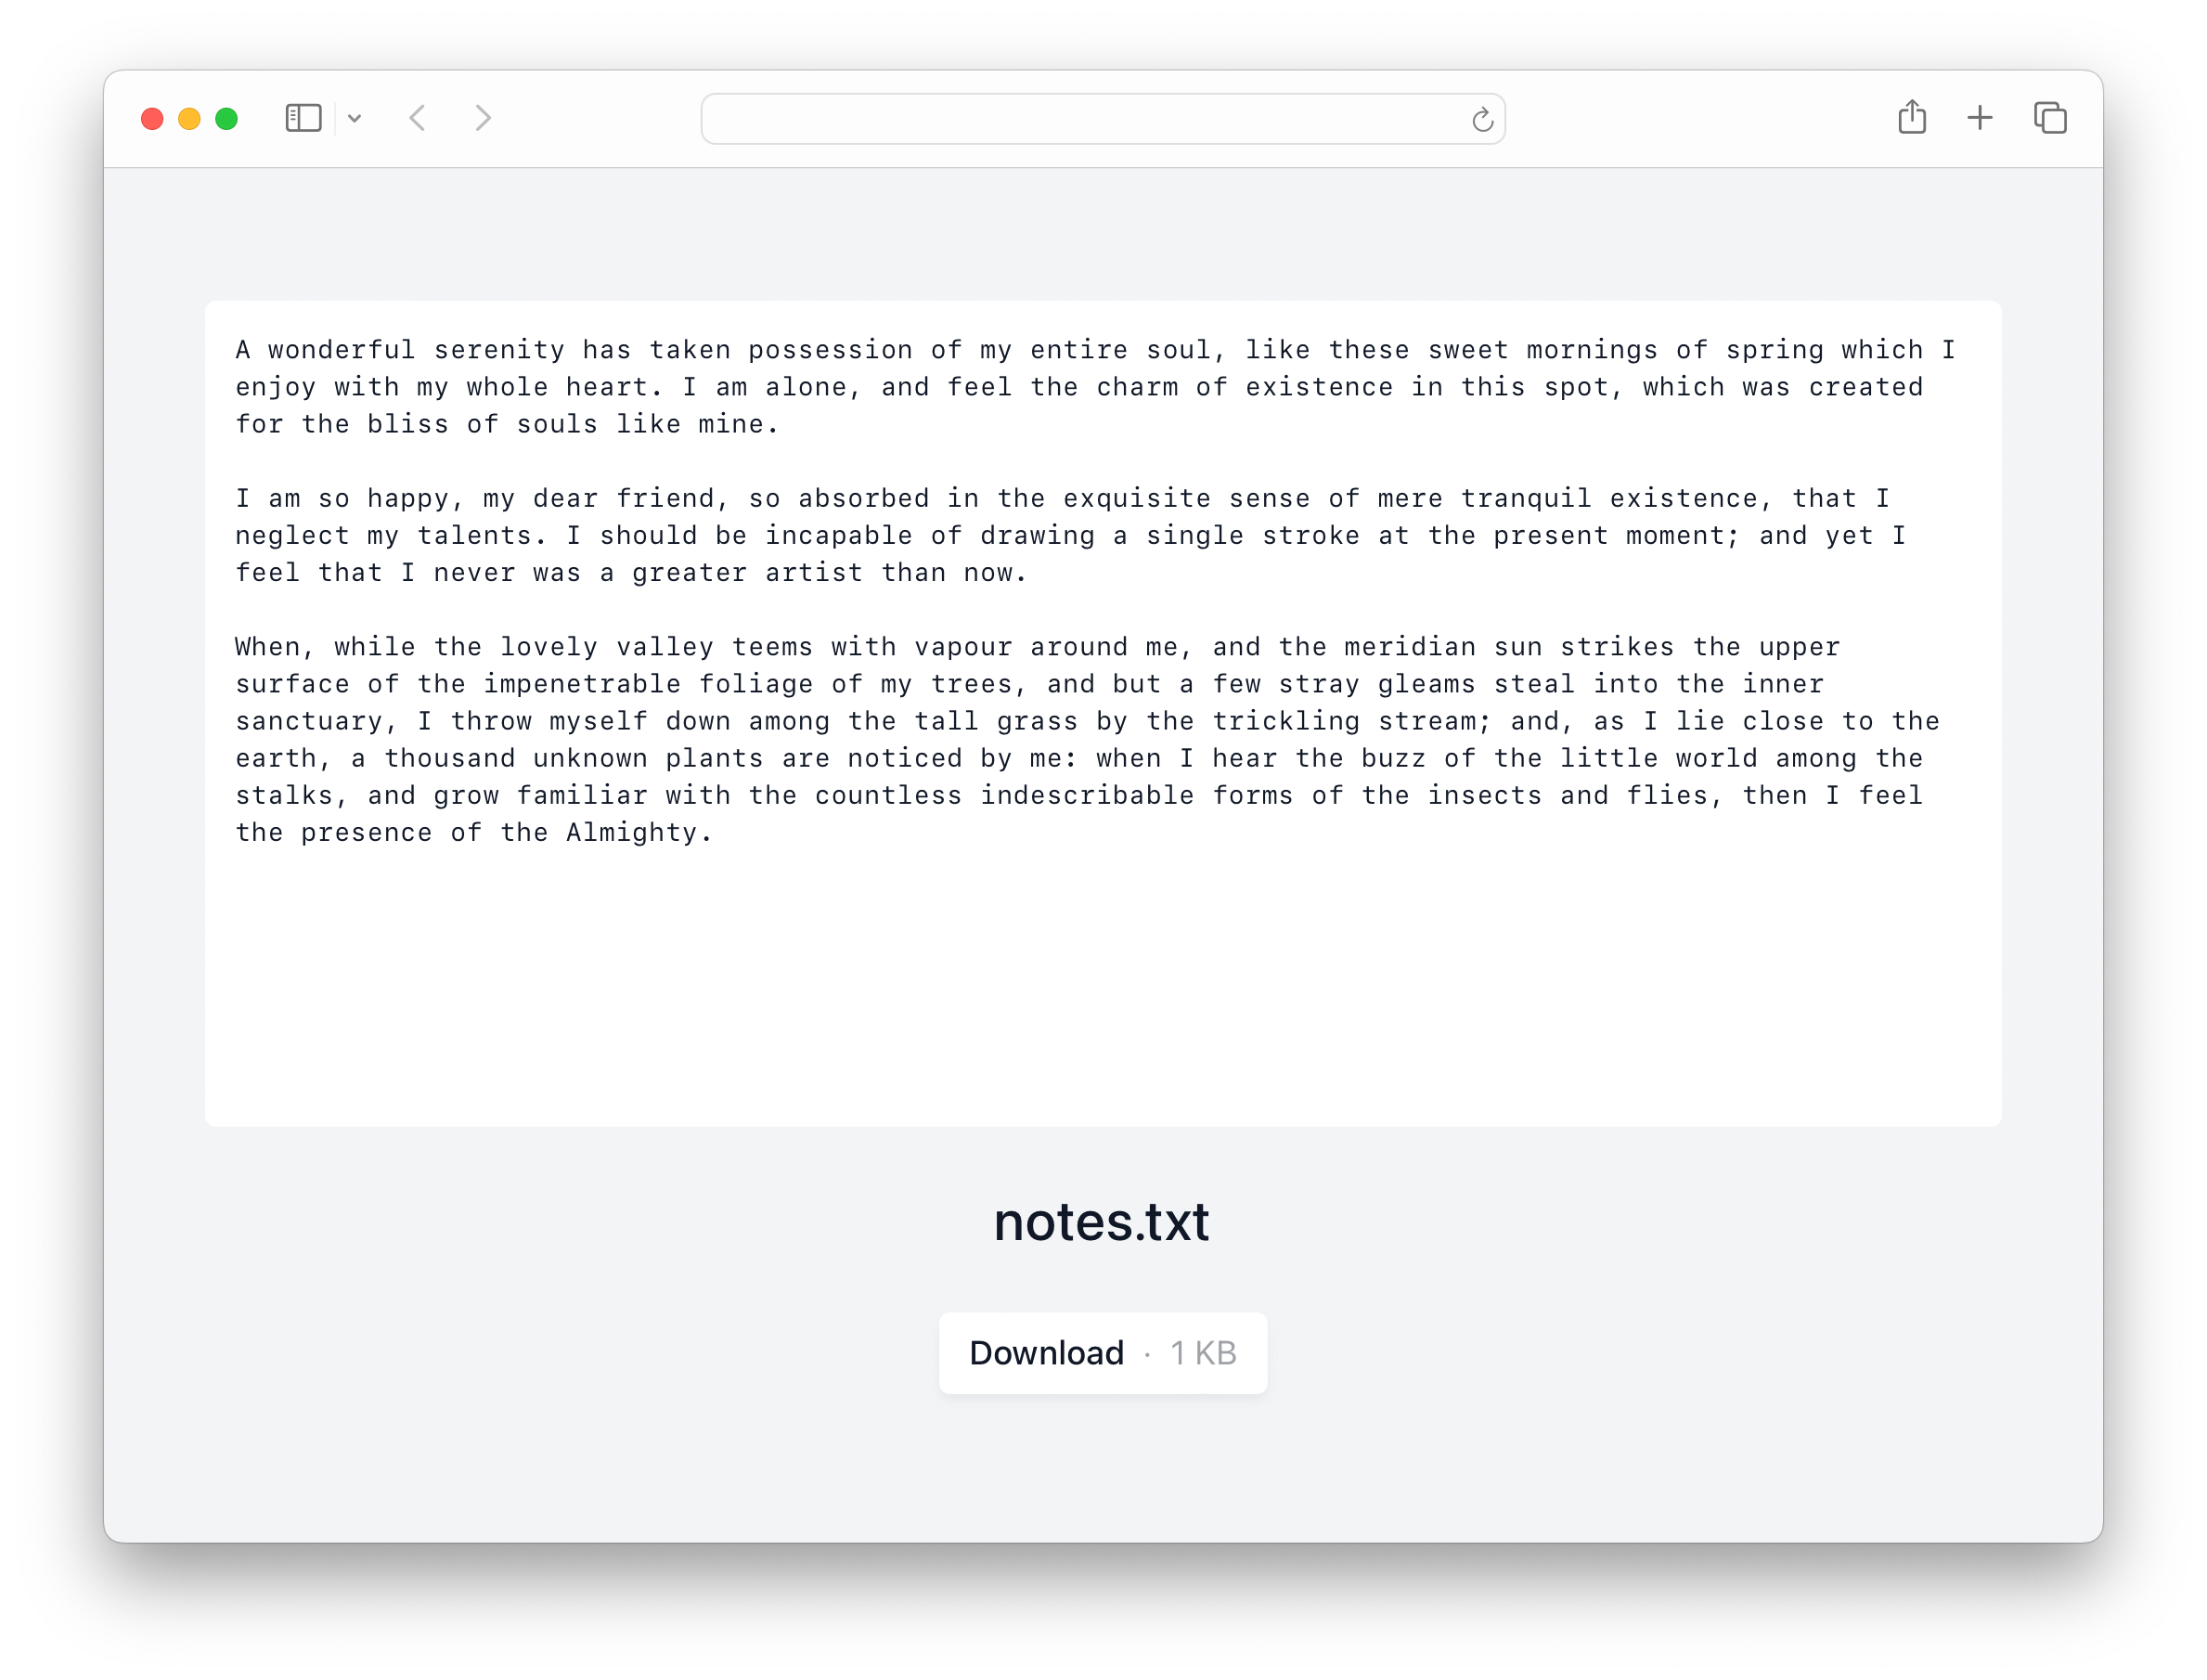 A wonderful serenity has taken possession of my entire soul, like these sweet mornings of spring which I
enjoy with my whole heart. I am alone, and feel the charm of existence in this spot, which was created
for the bliss of souls like mine.
I am so happy, my dear friend, so absorbed in the exquisite sense of mere tranquil existence, that I
neglect my talents. I should be incapable of drawing a single stroke at the present moment; and yet I
feel that I never was a greater artist than now.
When, while the lovely valley teems with vapour around me, and the meridian sun strikes the upper
surface of the impenetrable foliage of my trees, and but a few stray gleams steal into the inner
sanctuary, I throw myself down among the tall grass by the trickling stream; and, as I lie close to the
earth, a thousand unknown plants are noticed by me: when I hear the buzz of the little world among the
stalks, and grow familiar with the countless indescribable forms of the insects and flies, then I feel
the presence of the Almighty.
notes.txt
Download · 1 KB